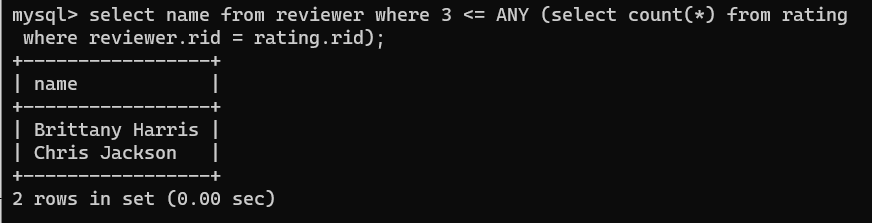 mysql> select name from reviewer where 3 <= ANY (select count(*) from rating
 where reviewer.rid = rating.rid);
+-----------------+
| name            |
+-----------------+
| Brittany Harris |
| Chris Jackson   |
+-----------------+
2 rows in set (0.00 sec)